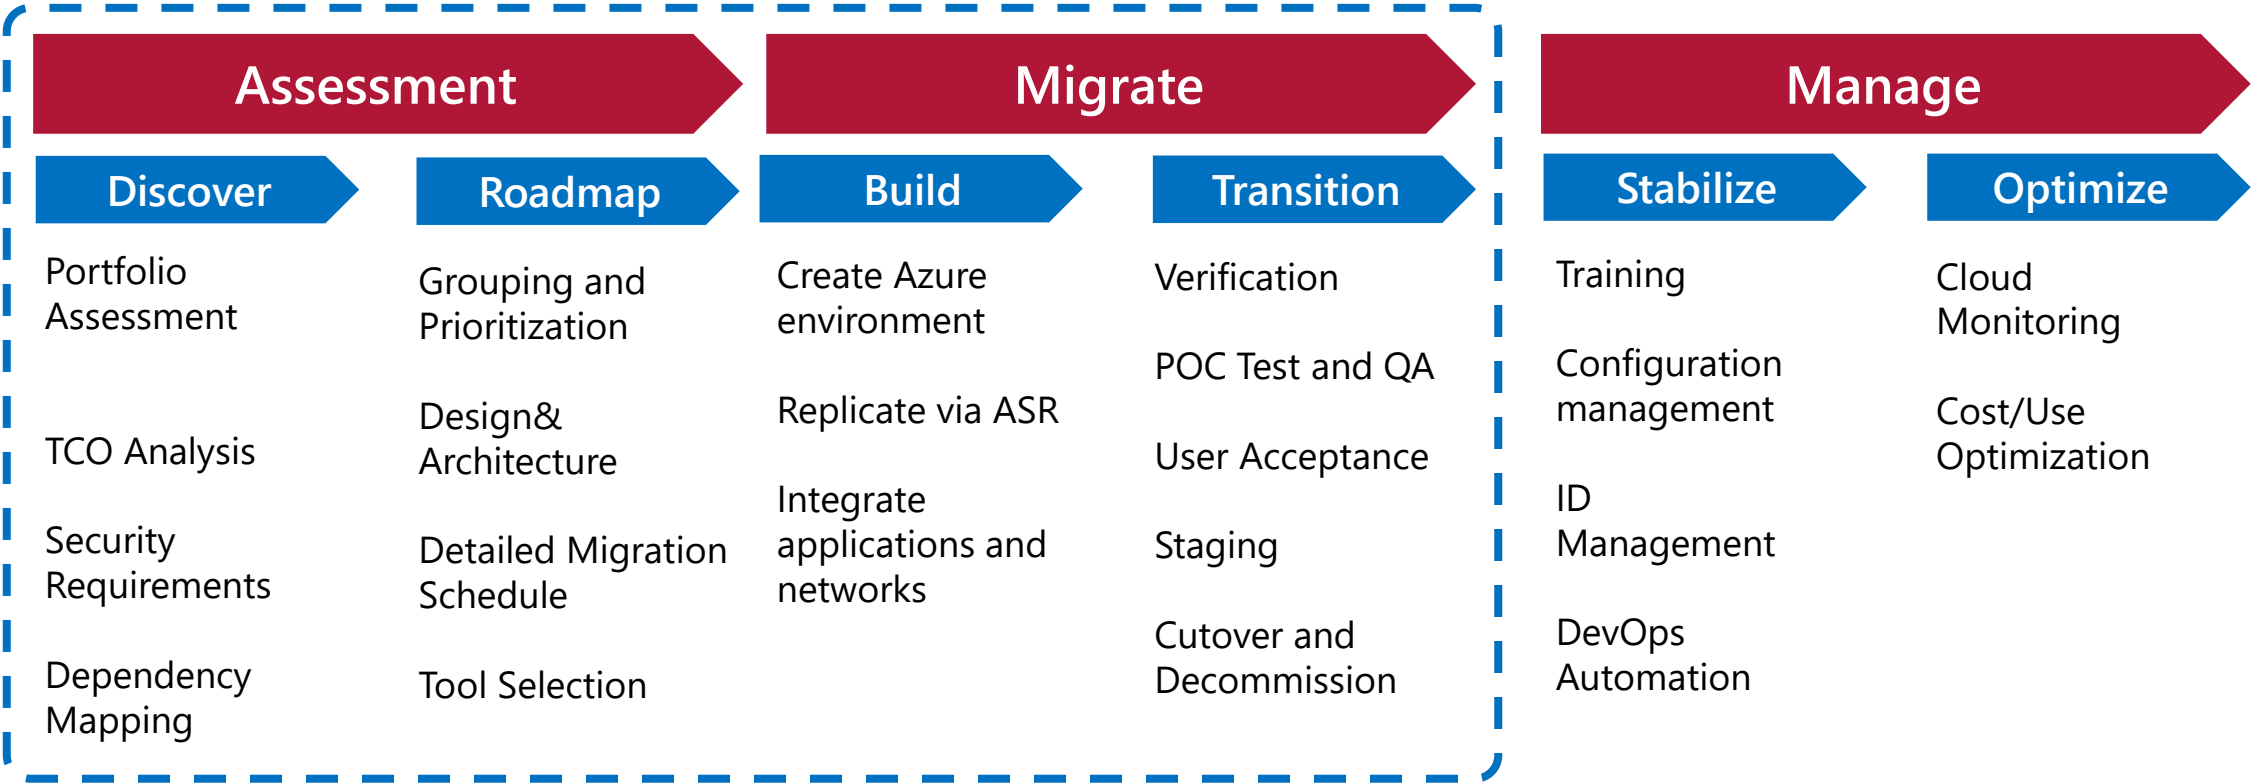 Assessment
Migrate
Manage
Discover
Roadmap
Build
Transition
Stabilize
Optimize
Portfolio
Assessment
TCO Analysis
Security
Requirements
Dependency
Mapping
Grouping and
Prioritization
Design&
Architecture
Detailed Migration
Schedule
Tool Selection
Create Azure
environment
Replicate via ASR
Integrate
applications and
networks
Verification
POC Test and QA
User Acceptance
Staging
Cutover and
Decommission
Training
Configuration
management
ID
Management
DevOps
Automation
Cloud
Monitoring
Cost/Use
Optimization